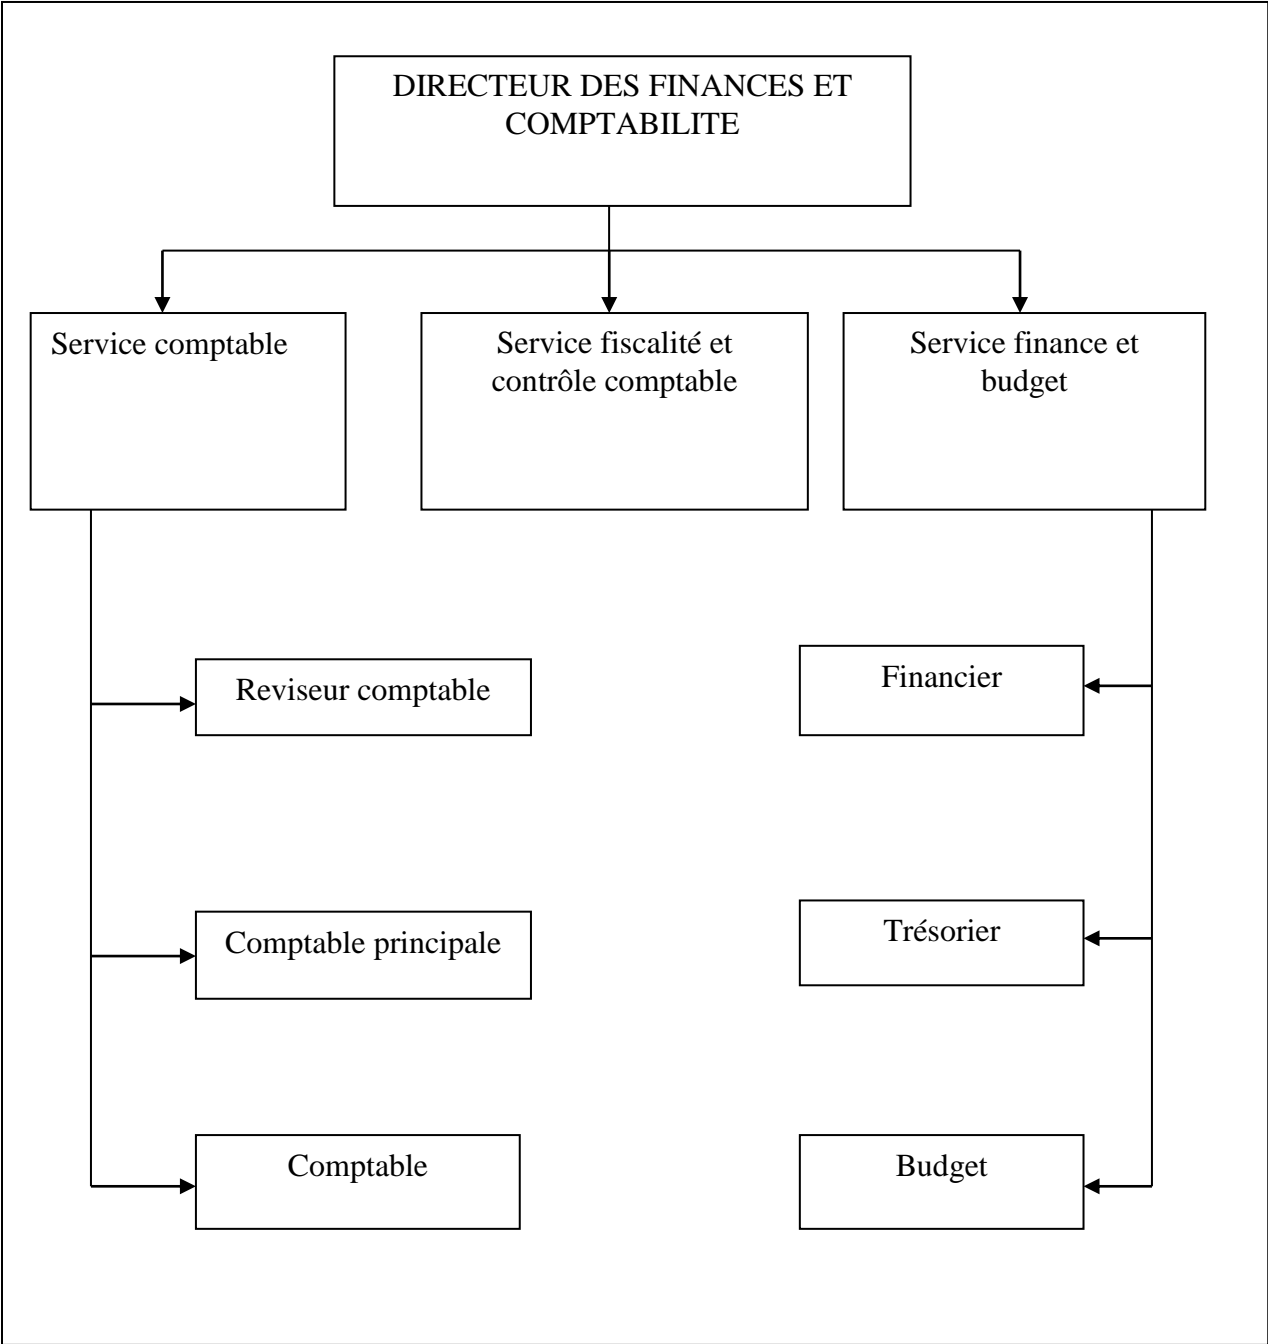 DIRECTEUR DES FINANCES ET
COMPTABILITE
Service comptable
Service fiscalité et
contrôle comptable
Service finance et
budget
Reviseur comptable
Financier
Comptable principale
Trésorier
Comptable
Budget